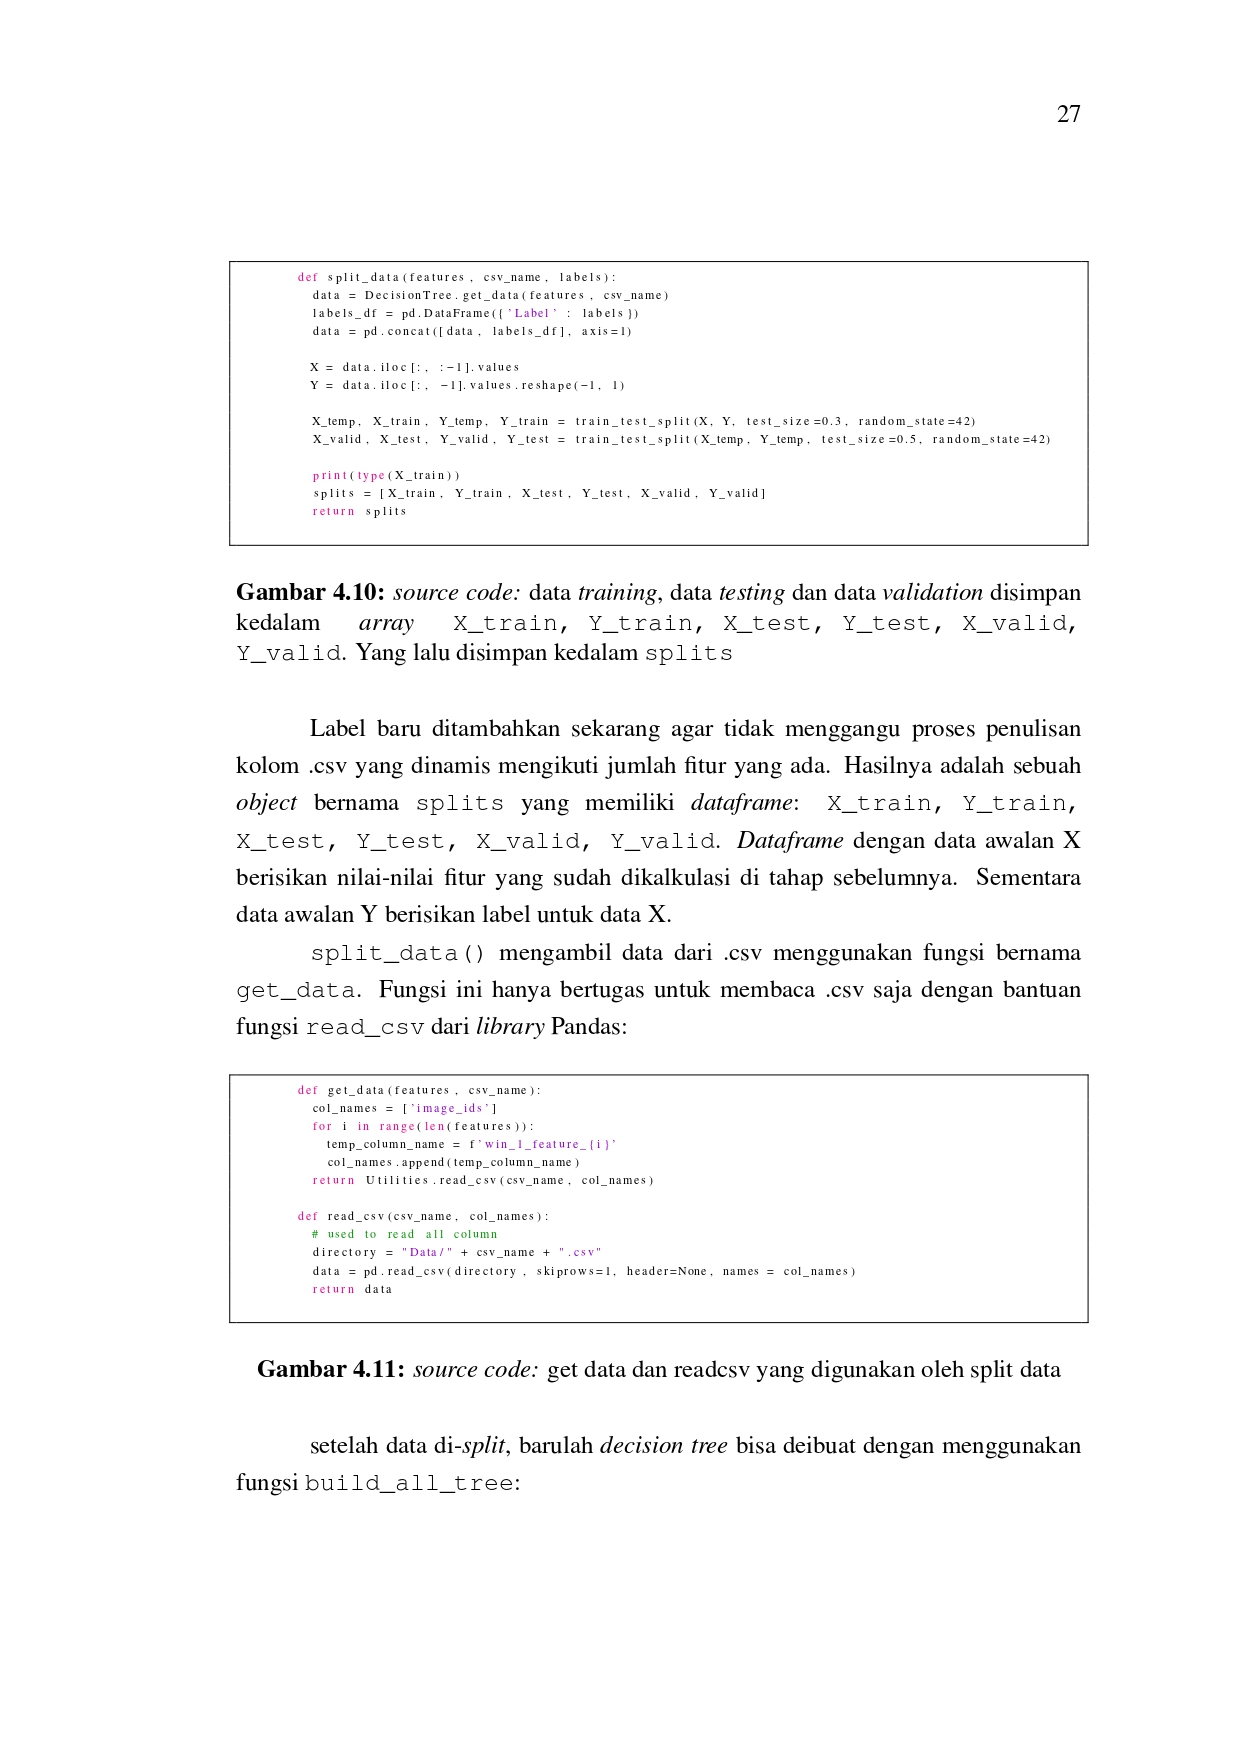 27
def split_data(features, csv_name, labels):
data = DecisionTree.get_data(features, csv_name)
labels_df = pd.DataFrame({'Label' : labels})
data = pd.concat([data, labels_df], axis=1)
X = data.iloc[:, :-1].values
Y = data.iloc[:, -1].values.reshape(-1, 1)
X_temp, X_train, Y_temp, Y_train = train_test_split(X, Y, test_size=0.3, random_state=42)
X_valid, X_test, Y_valid, Y_test = train_test_split(X_temp, Y_temp, test_size=0.5, random_state=42)
print(type(X_train))
splits = [X_train, Y_train, X_test, Y_test, X_valid, Y_valid]
return splits
Gambar 4.10: source code: data training, data testing dan data validation disimpan
kedalam array X_train, Y_train, X_test, Y_test, X_valid,
Y_valid. Yang lalu disimpan kedalam splits
Label baru ditambahkan sekarang agar tidak menggangu proses penulisan
kolom .csv yang dinamis mengikuti jumlah fitur yang ada. Hasilnya adalah sebuah
object bernama splits yang memiliki dataframe: X_train, Y_train,
X_test, Y_test, X_valid, Y_valid. Dataframe dengan data awalan X
berisikan nilai-nilai fitur yang sudah dikalkulasi di tahap sebelumnya. Sementara
data awalan Y berisikan label untuk data X.
split_data() mengambil data dari .csv menggunakan fungsi bernama
get_data. Fungsi ini hanya bertugas untuk membaca .csv saja dengan bantuan
fungsi read_csv dari library Pandas:
def get_data(features, csv_name):
col_names = ['image_ids']
for i in range(len(features)):
temp_column_name = f'win_1_feature_{i}'
col_names.append(temp_column_name)
return Utilities.read_csv(csv_name, col_names)
def read_csv(csv_name, col_names):
# used to read all column
directory = "Data/" + csv_name + ".csv"
data = pd.read_csv(directory, skiprows=1, header=None, names = col_names)
return data
Gambar 4.11: source code: get data dan readcsv yang digunakan oleh split data
setelah data di-split, barulah decision tree bisa deibuat dengan menggunakan
fungsi build_all_tree: